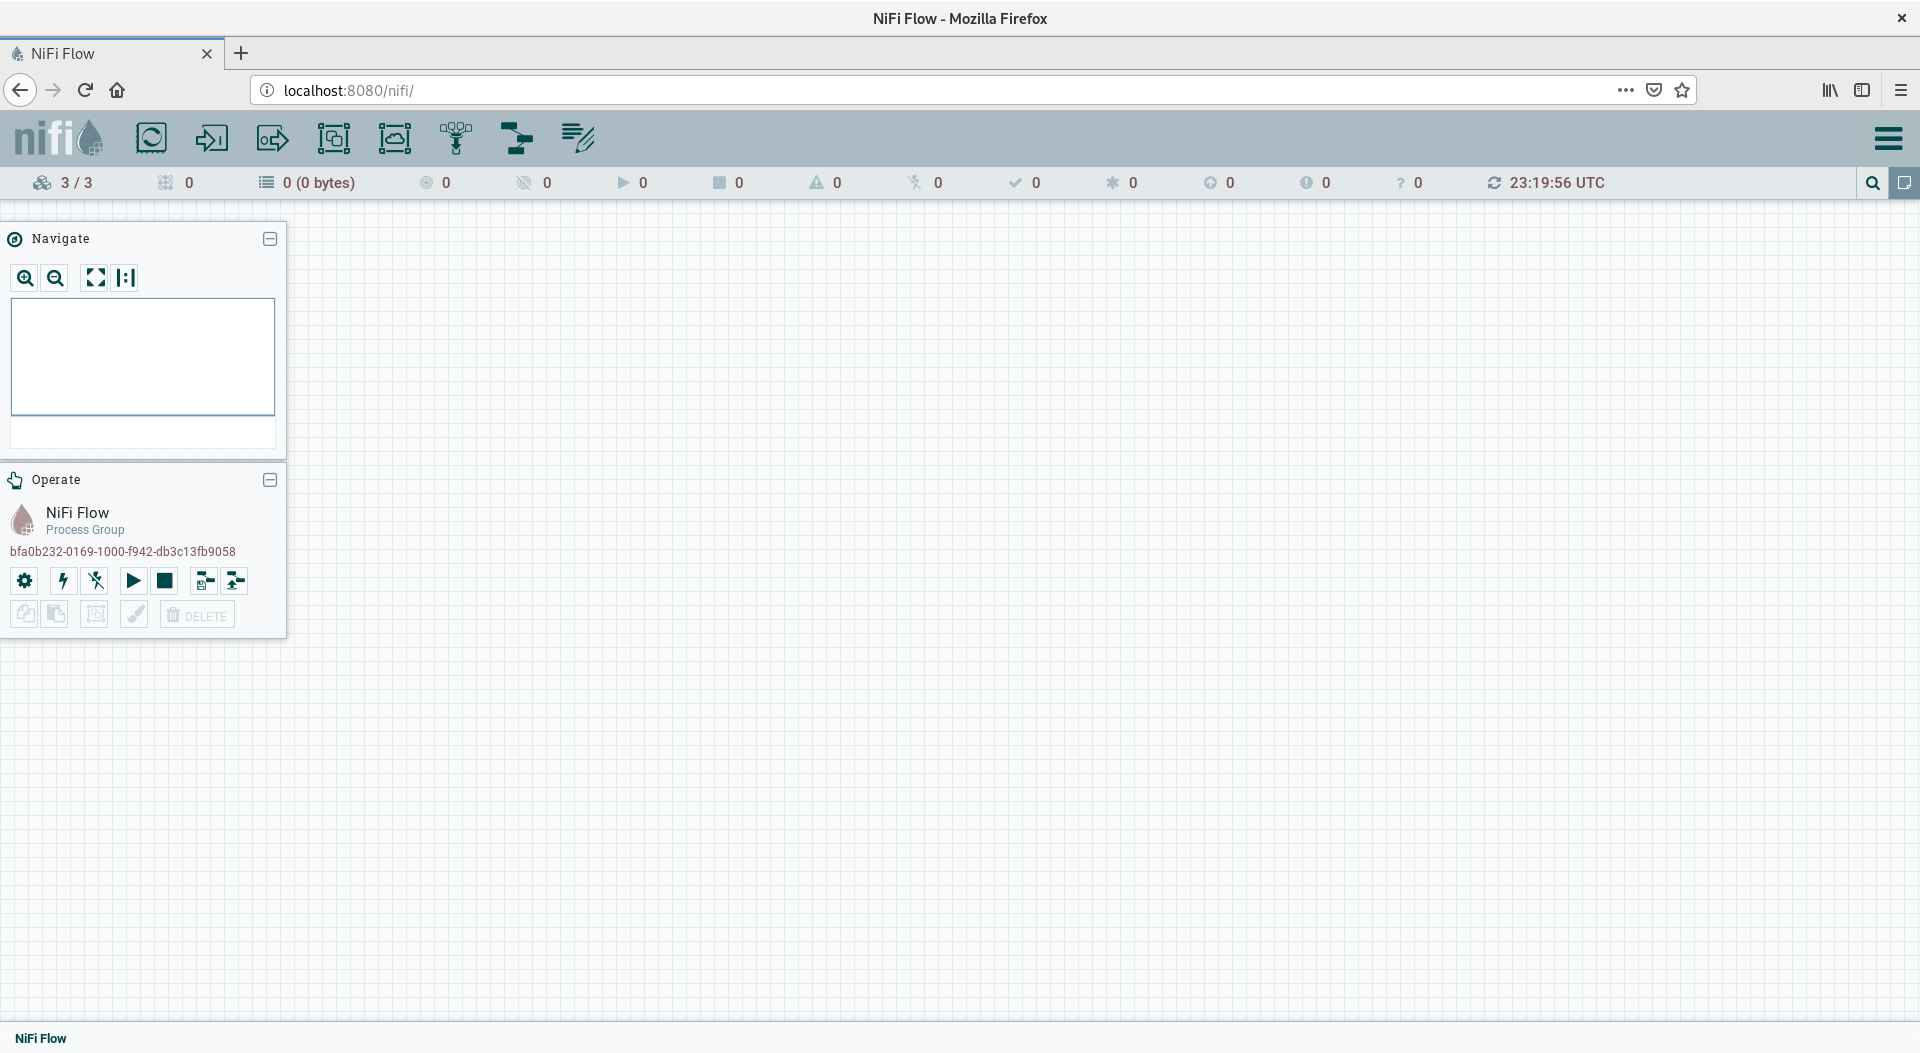 NiFi Flow - Mozilla Firefox
NiFi Flow
localhost:8080/nifi/
nifi
3 / 3 0 0 (0 bytes) 0 0 0 0 0 0 0 0 0 0 ? 0 23:19:56 UTC
Navigate
Operate
NiFi Flow
Process Group
bfa0b232-0169-1000-f942-db3c13fb9058
DELETE
NiFi Flow